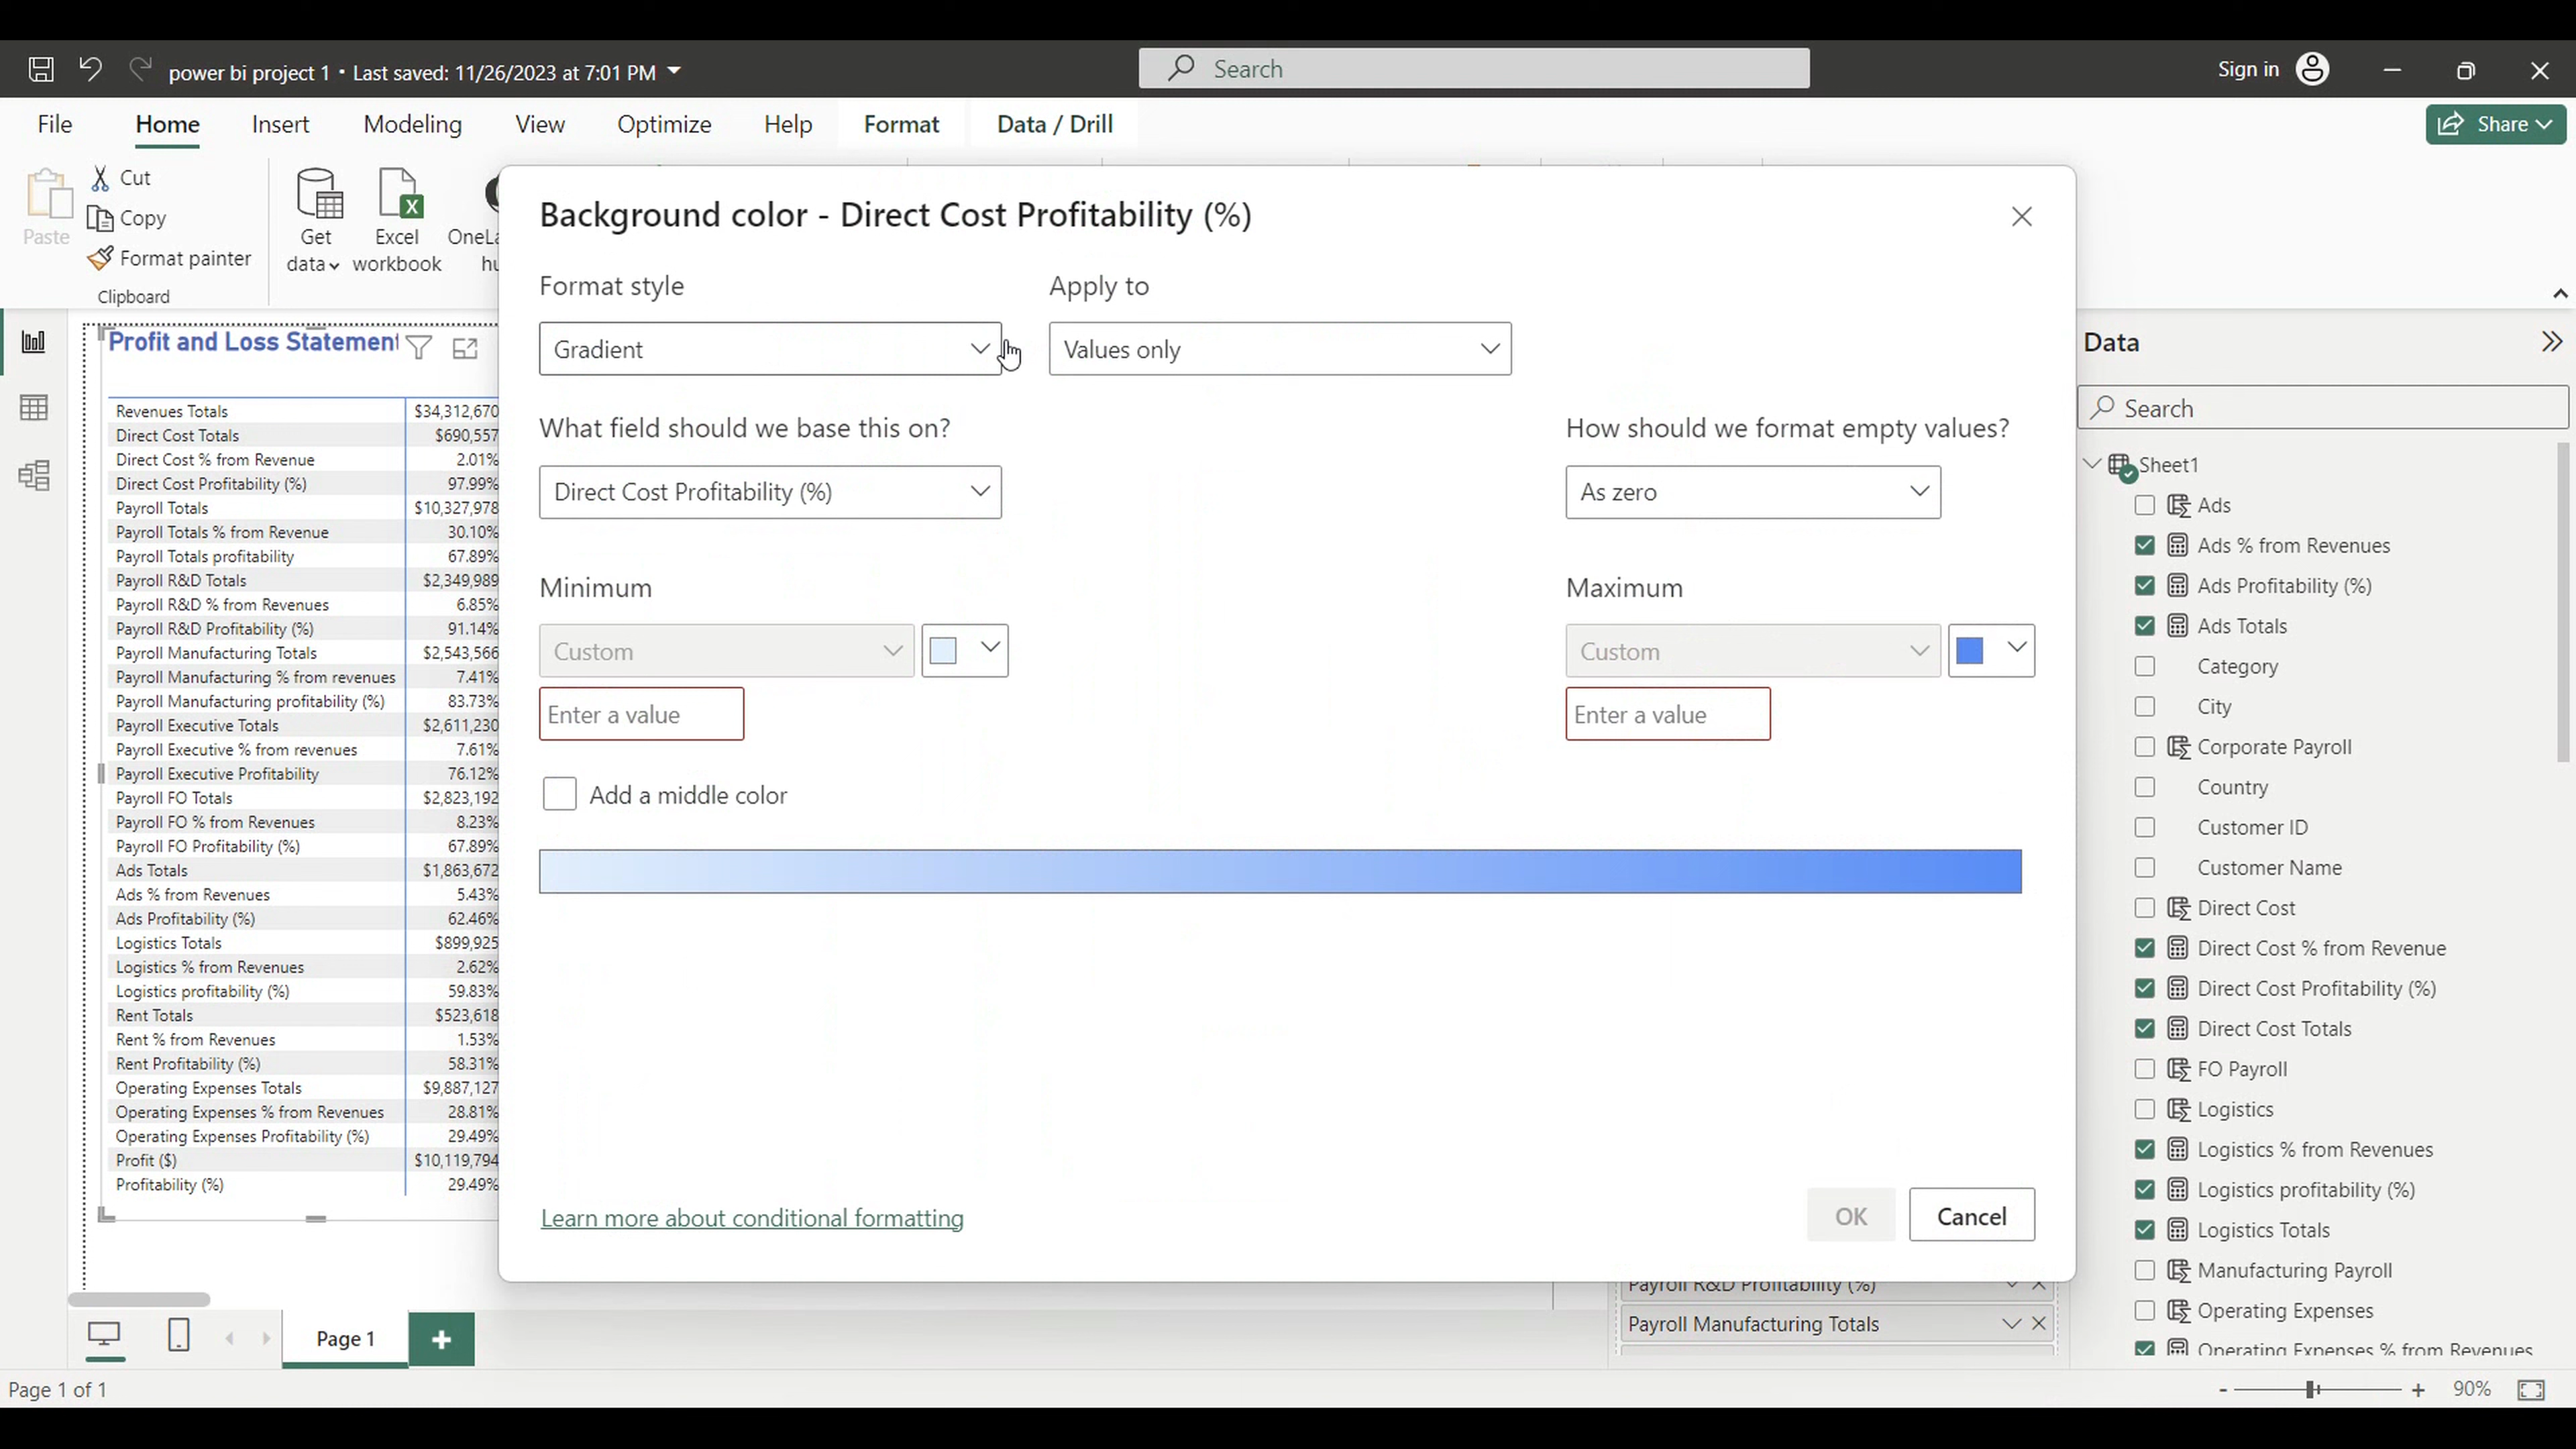 power bi project 1 • Last saved: 11/26/2023 at 7:01 PM
Search
Sign in
File Home Insert Modeling View Optimize Help Format Data / Drill
Share
Paste
Cut
Copy
Format painter
Clipboard
Get data
Excel workbook
Background color - Direct Cost Profitability (%)
Format style
Apply to
Gradient
Values only
What field should we base this on?
How should we format empty values?
Direct Cost Profitability (%)
As zero
Minimum
Maximum
Custom
Custom
Enter a value
Enter a value
Add a middle color
Learn more about conditional formatting
OK
Cancel
Profit and Loss Statement
Revenues Totals $34,312,670
Direct Cost Totals $690,557
Direct Cost % from Revenue 2.01%
Direct Cost Profitability (%) 97.99%
Payroll Totals $10,327,978
Payroll Totals % from Revenue 30.10%
Payroll Totals profitability 67.89%
Payroll R&D Totals $2,349,989
Payroll R&D % from Revenues 6.85%
Payroll R&D Profitability (%) 91.14%
Payroll Manufacturing Totals $2,543,566
Payroll Manufacturing % from revenues 7.41%
Payroll Manufacturing profitability (%) 83.73%
Payroll Executive Totals $2,611,230
Payroll Executive % from revenues 7.61%
Payroll Executive Profitability 76.12%
Payroll FO Totals $2,823,192
Payroll FO % from Revenues 8.23%
Payroll FO Profitability (%) 67.89%
Ads Totals $1,863,672
Ads % from Revenues 5.43%
Ads Profitability (%) 62.46%
Logistics Totals $899,925
Logistics % from Revenues 2.62%
Logistics profitability (%) 59.83%
Rent Totals $523,618
Rent % from Revenues 1.53%
Rent Profitability (%) 58.31%
Operating Expenses Totals $9,887,127
Operating Expenses % from Revenues 28.81%
Operating Expenses Profitability (%) 29.49%
Profit ($) $10,119,794
Profitability (%) 29.49%
Payroll R&D Profitability (%)
Payroll Manufacturing Totals
Data
Search
Sheet1
Ads
Ads % from Revenues
Ads Profitability (%)
Ads Totals
Category
City
Corporate Payroll
Country
Customer ID
Customer Name
Direct Cost
Direct Cost % from Revenue
Direct Cost Profitability (%)
Direct Cost Totals
FO Payroll
Logistics
Logistics % from Revenues
Logistics profitability (%)
Logistics Totals
Manufacturing Payroll
Operating Expenses
Operating Expenses % from Revenues
Page 1
Page 1 of 1
90%